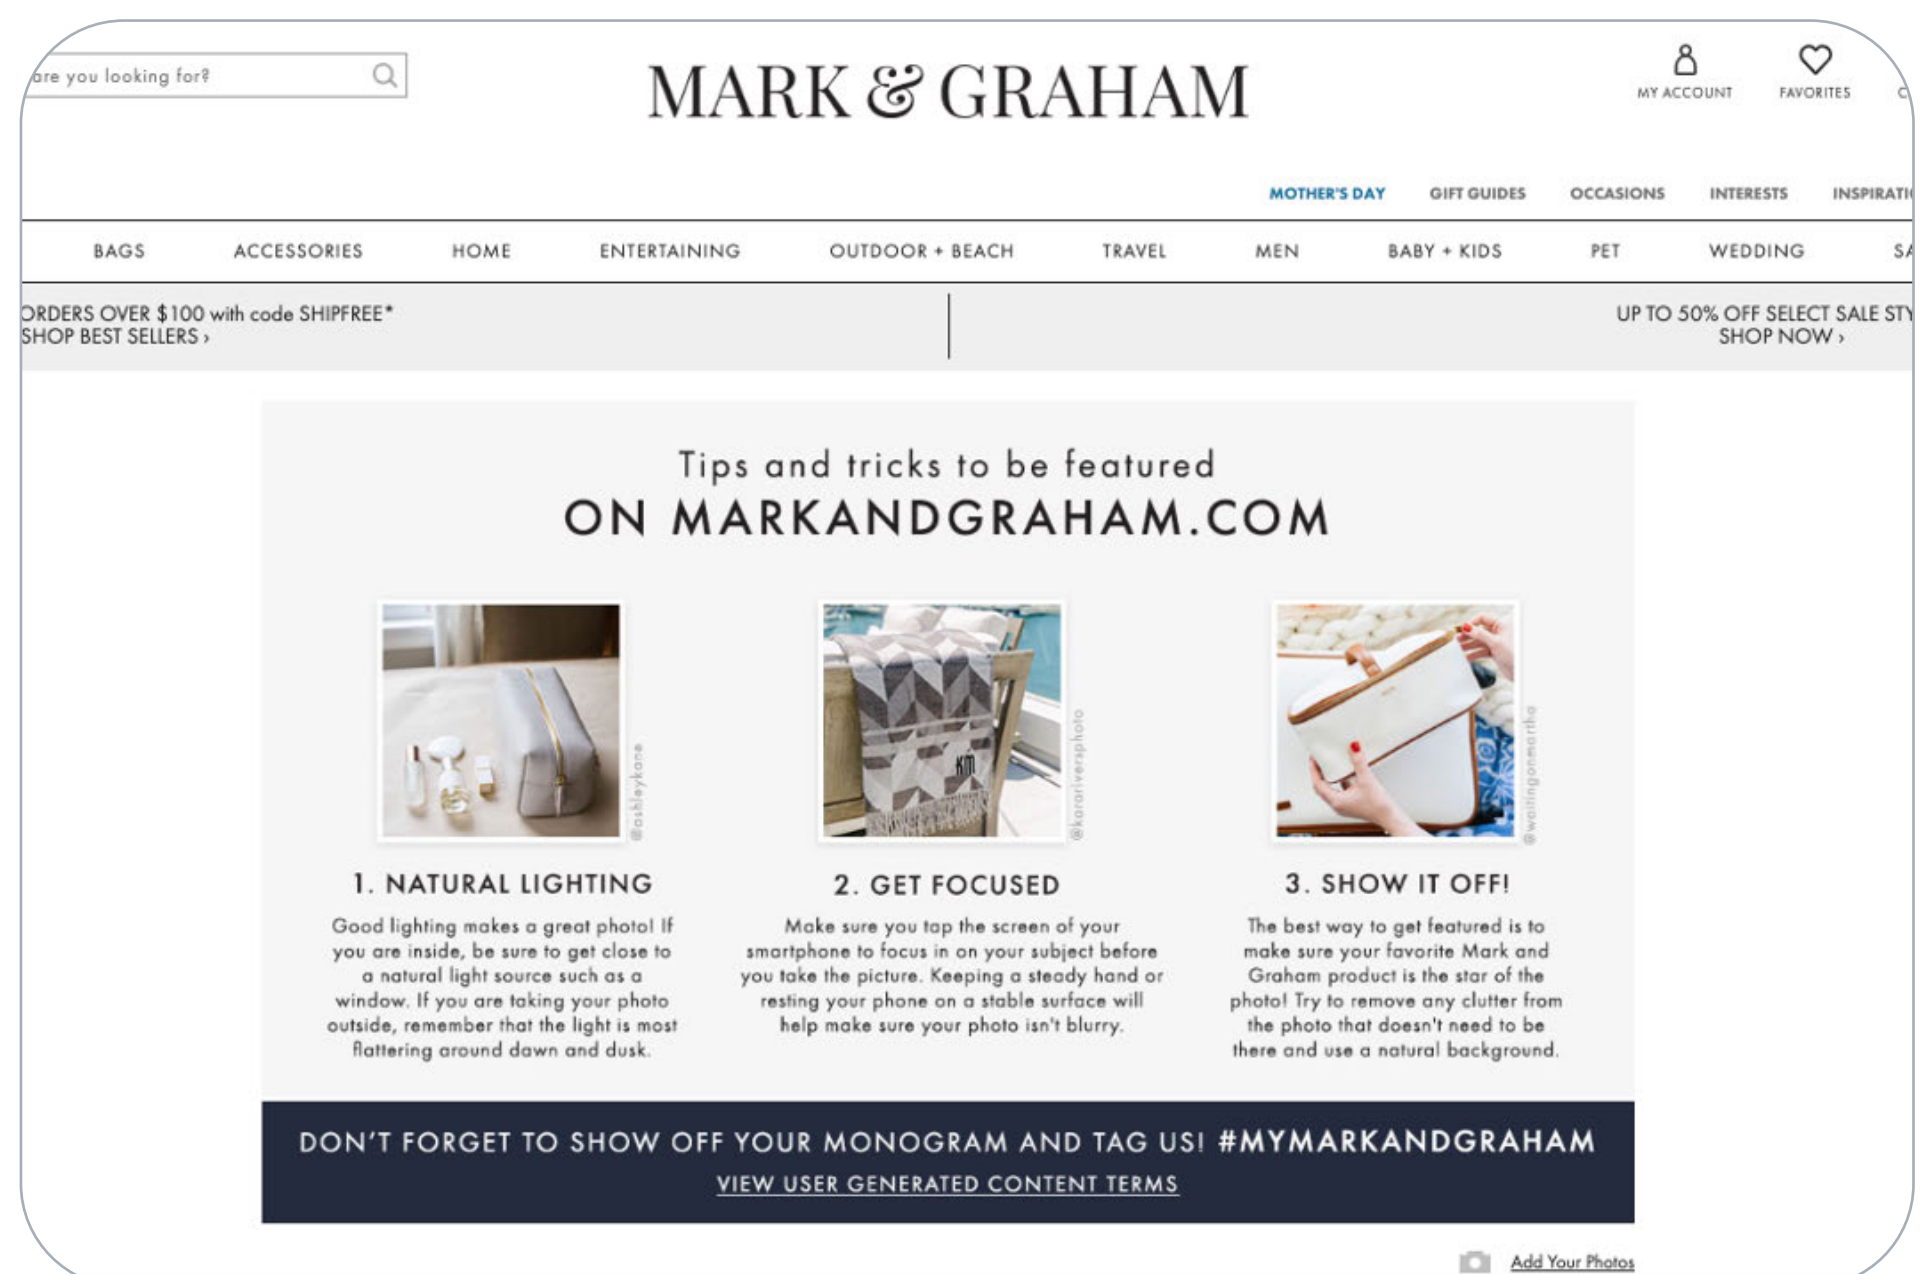 are you looking for?
MARK & GRAHAM
MY ACCOUNT
FAVORITES
MOTHER'S DAY
GIFT GUIDES
OCCASIONS
INTERESTS
BAGS
ACCESSORIES
HOME
ENTERTAINING
OUTDOOR + BEACH
TRAVEL
MEN
BABY + KIDS
PET
WEDDING
ORDERS OVER $100 with code SHIPFREE*
SHOP BEST SELLERS ›
UP TO 50% OFF SELECT SALE
SHOP NOW ›
Tips and tricks to be featured
ON MARKANDGRAHAM.COM
KM
@ashleykane
@karariversphoto
@waitingonmartha
1. NATURAL LIGHTING
Good lighting makes a great photo! If
you are inside, be sure to get close to
a natural light source such as a
window. If you are taking your photo
outside, remember that the light is most
flattering around dawn and dusk.
2. GET FOCUSED
Make sure you tap the screen of your
smartphone to focus in on your subject before
you take the picture. Keeping a steady hand or
resting your phone on a stable surface will
help make sure your photo isn't blurry.
3. SHOW IT OFF!
The best way to get featured is to
make sure your favorite Mark and
Graham product is the star of the
photo! Try to remove any clutter from
the photo that doesn't need to be
there and use a natural background.
DON'T FORGET TO SHOW OFF YOUR MONOGRAM AND TAG US! #MYMARKANDGRAHAM
VIEW USER GENERATED CONTENT TERMS
Add Your Photos